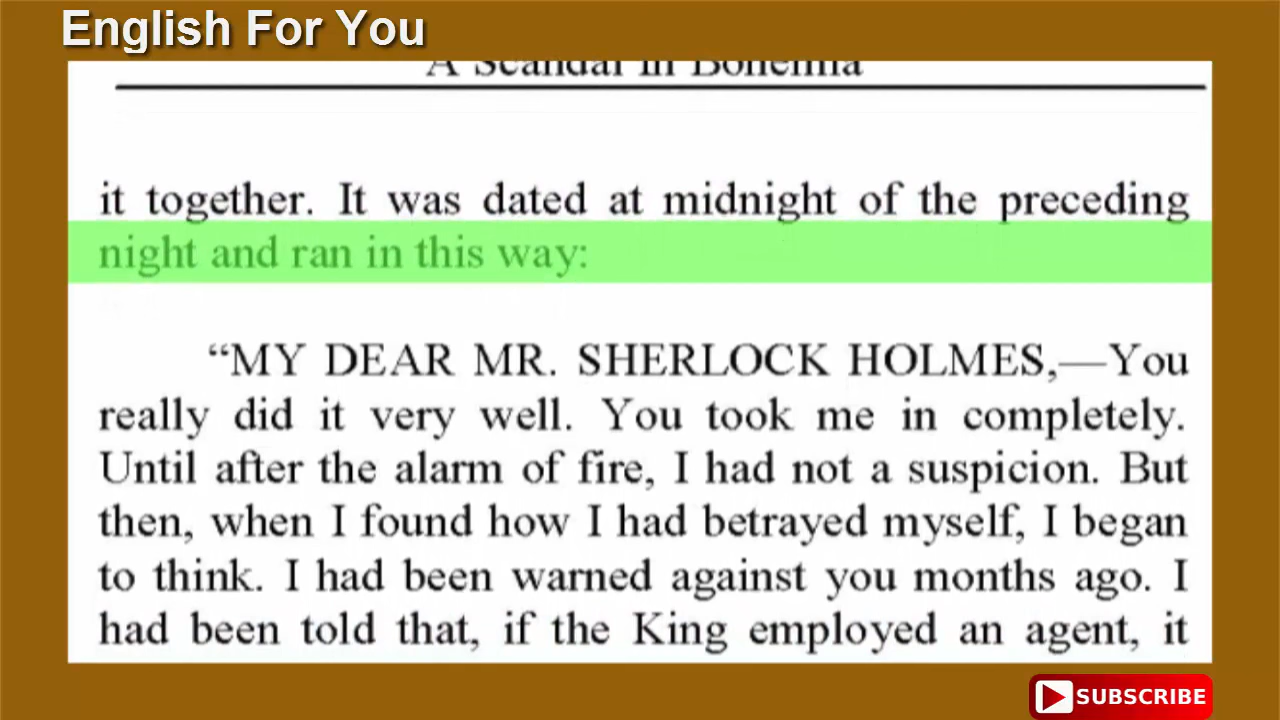 English For You
A Scandal in Bohemia
it together. It was dated at midnight of the preceding
night and ran in this way:
“MY DEAR MR. SHERLOCK HOLMES,—You
really did it very well. You took me in completely.
Until after the alarm of fire, I had not a suspicion. But
then, when I found how I had betrayed myself, I began
to think. I had been warned against you months ago. I
had been told that, if the King employed an agent, it
SUBSCRIBE